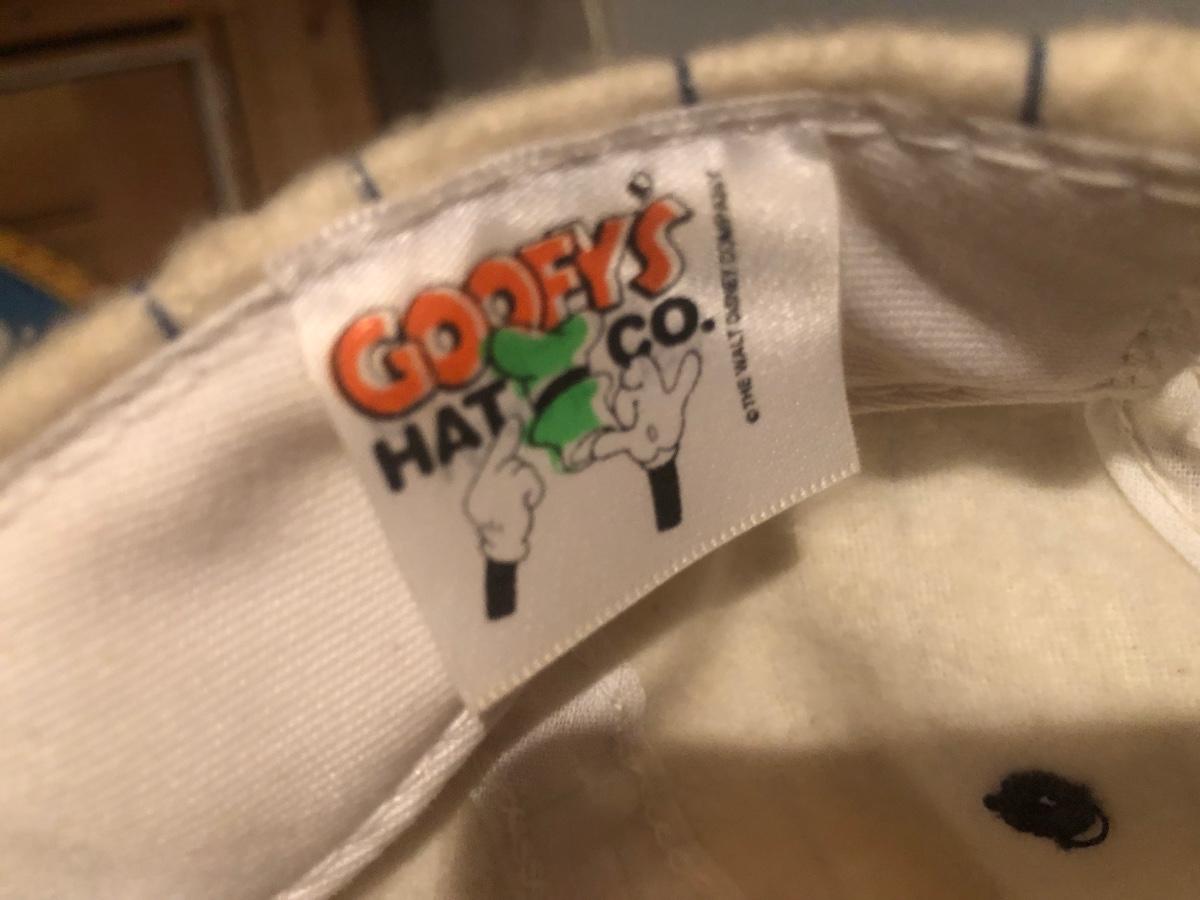 GOOFY'S
HAT CO.
© THE WALT DISNEY COMPANY